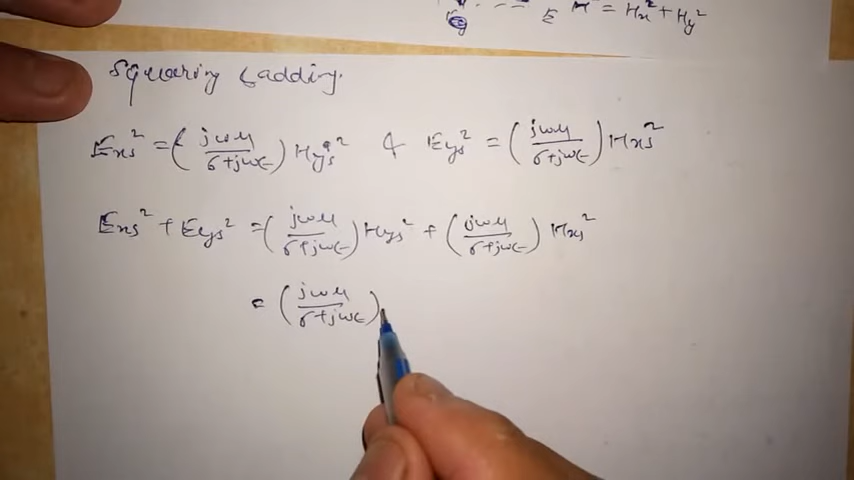 E H² = Hx² + Hy²
Squaring & adding.
Exs² = (jωμ / σ+jωϵ) Hys² & Eys² = (jωμ / σ+jωϵ) Hxs²
Exs² + Eys² = (jωμ / σ+jωϵ) Hys² + (jωμ / σ+jωϵ) Hxs²
= (jωμ / σ+jωϵ)